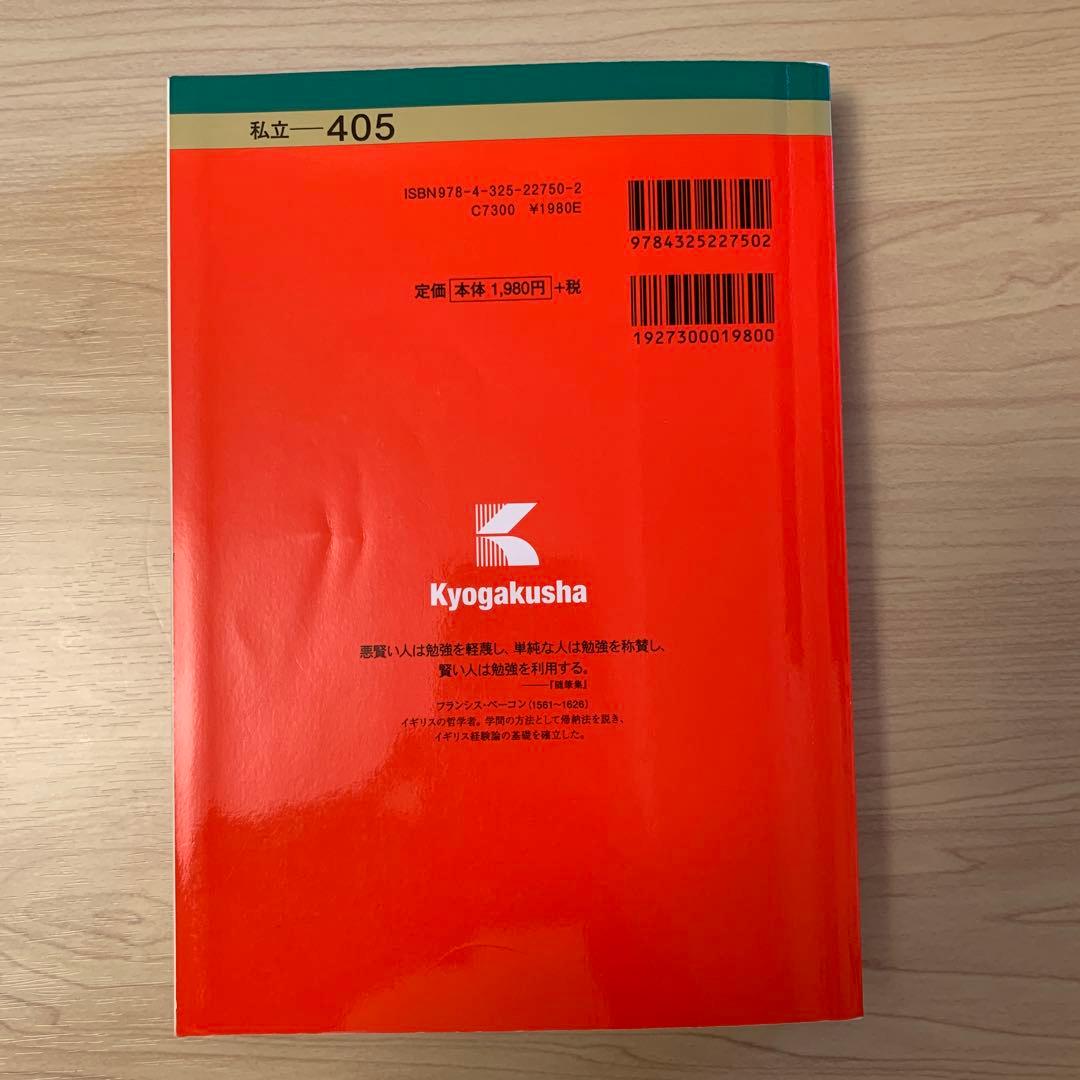 私立——405
ISBN978-4-325-22750-2
C7300 ¥1980E
9784325227502
定価 本体 1,980円 +税
1927300019800
Kyogakusha
悪賢い人は勉強を軽蔑し、単純な人は勉強を称賛し、
賢い人は勉強を利用する。
——『随筆集』
フランシス・ベーコン(1561〜1626)
イギリスの哲学者。学問の方法として帰納法を説き、
イギリス経験論の基礎を確立した。